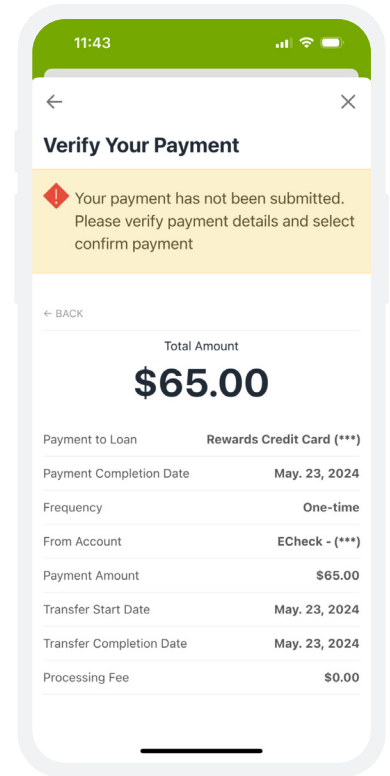 11:43
Verify Your Payment
Your payment has not been submitted.
Please verify payment details and select
confirm payment
← BACK
Total Amount
$65.00
Payment to Loan Rewards Credit Card (***)
Payment Completion Date May. 23, 2024
Frequency One-time
From Account ECheck - (***)
Payment Amount $65.00
Transfer Start Date May. 23, 2024
Transfer Completion Date May. 23, 2024
Processing Fee $0.00